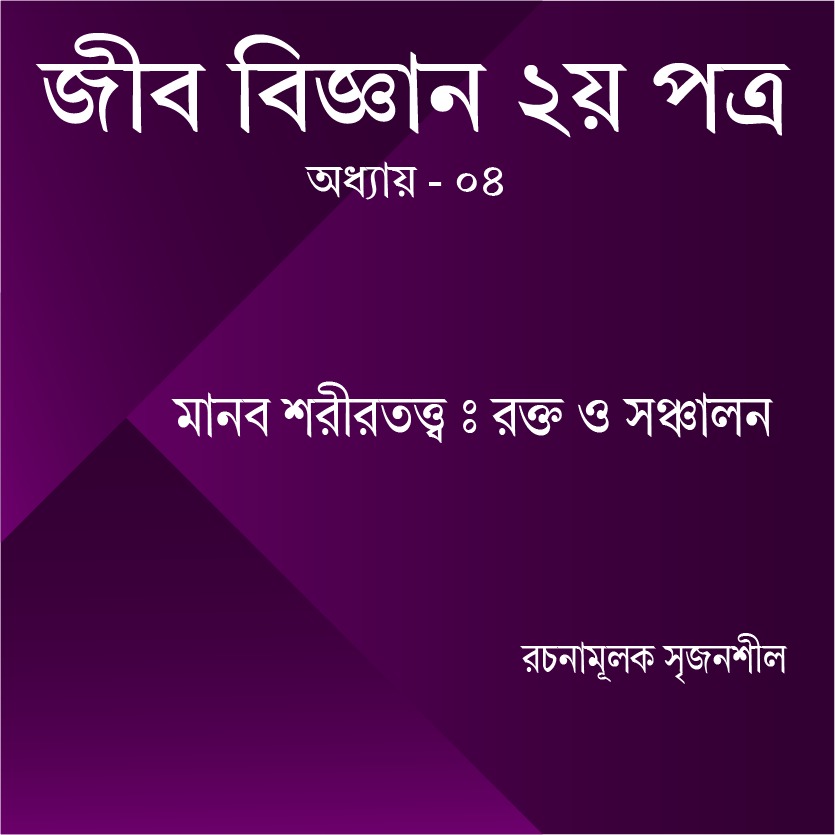 জীব বিজ্ঞান ২য় পত্র
অধ্যায় - ০৪
মানব শরীরতত্ত্ব ঃ রক্ত ও সঞ্চালন
রচনামূলক সৃজনশীল